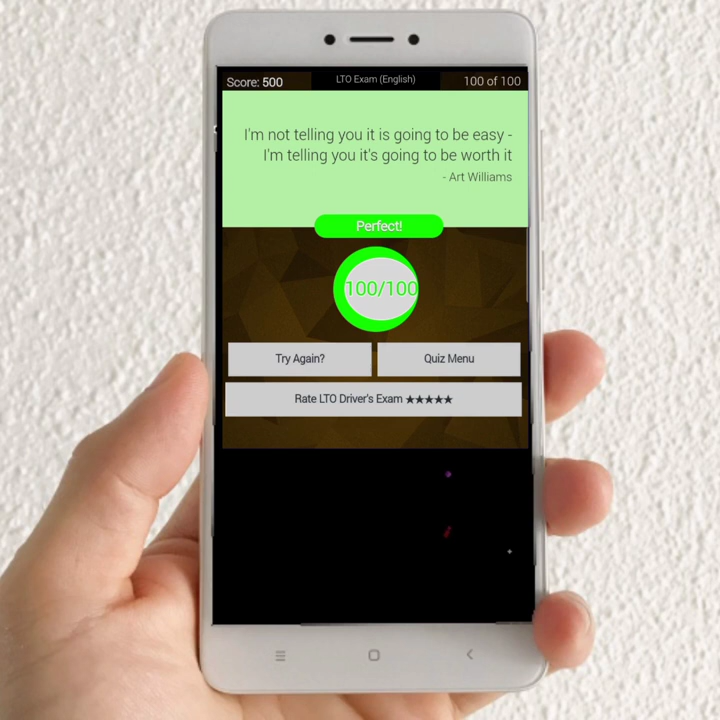 Score: 500
LTO Exam (English)
100 of 100
I'm not telling you it is going to be easy -
I'm telling you it's going to be worth it
- Art Williams
Perfect!
100/100
Try Again?
Quiz Menu
Rate LTO Driver's Exam ★★★★★